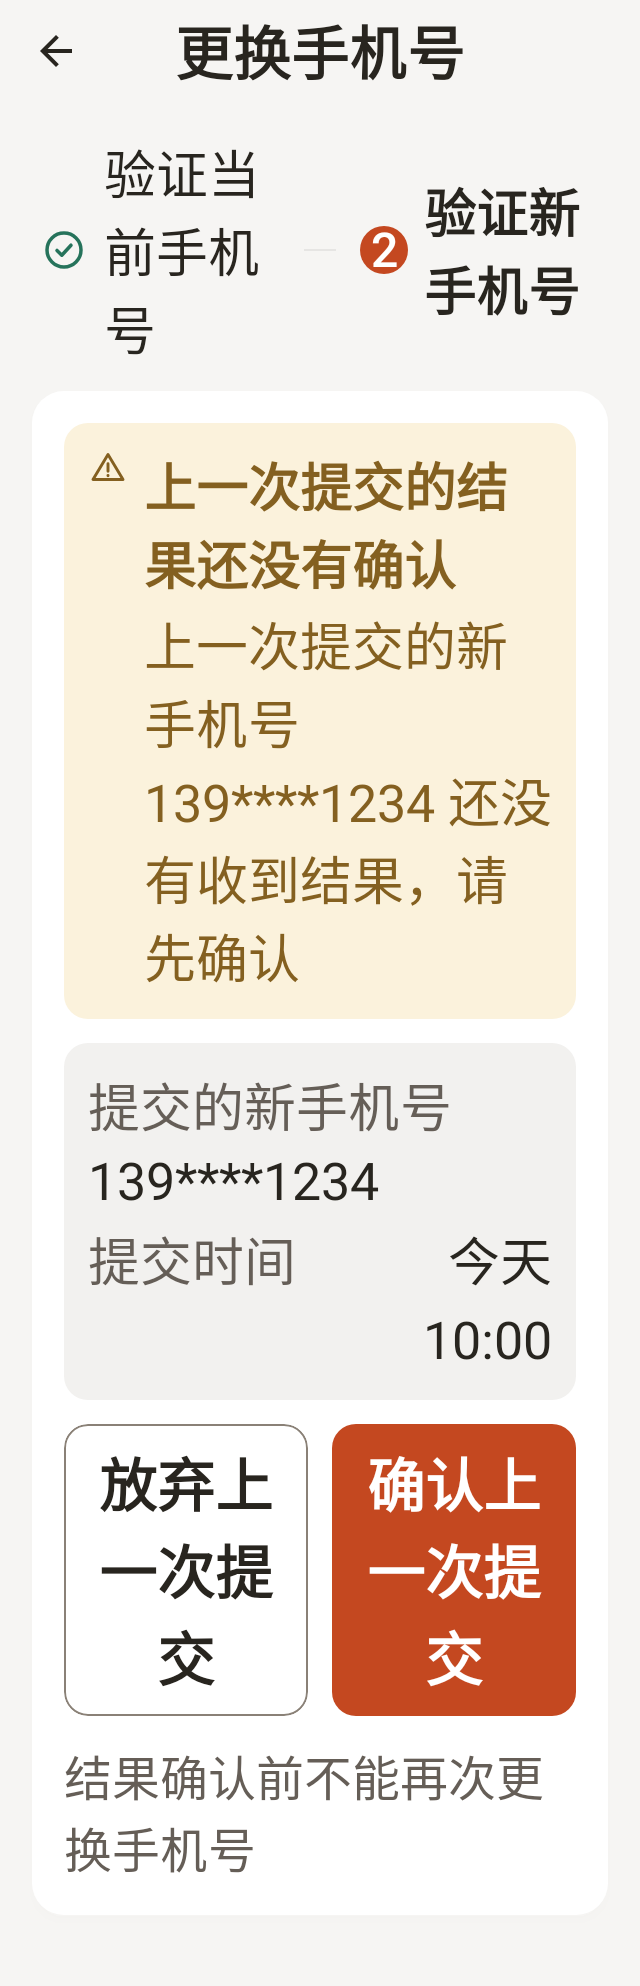 更换手机号
验证当
前手机
号
2
验证新
手机号
上一次提交的结
果还没有确认
上一次提交的新
手机号
139****1234 还没
有收到结果，请
先确认
提交的新手机号
139****1234
提交时间 今天
10:00
放弃上
一次提
交
确认上
一次提
交
结果确认前不能再次更
换手机号